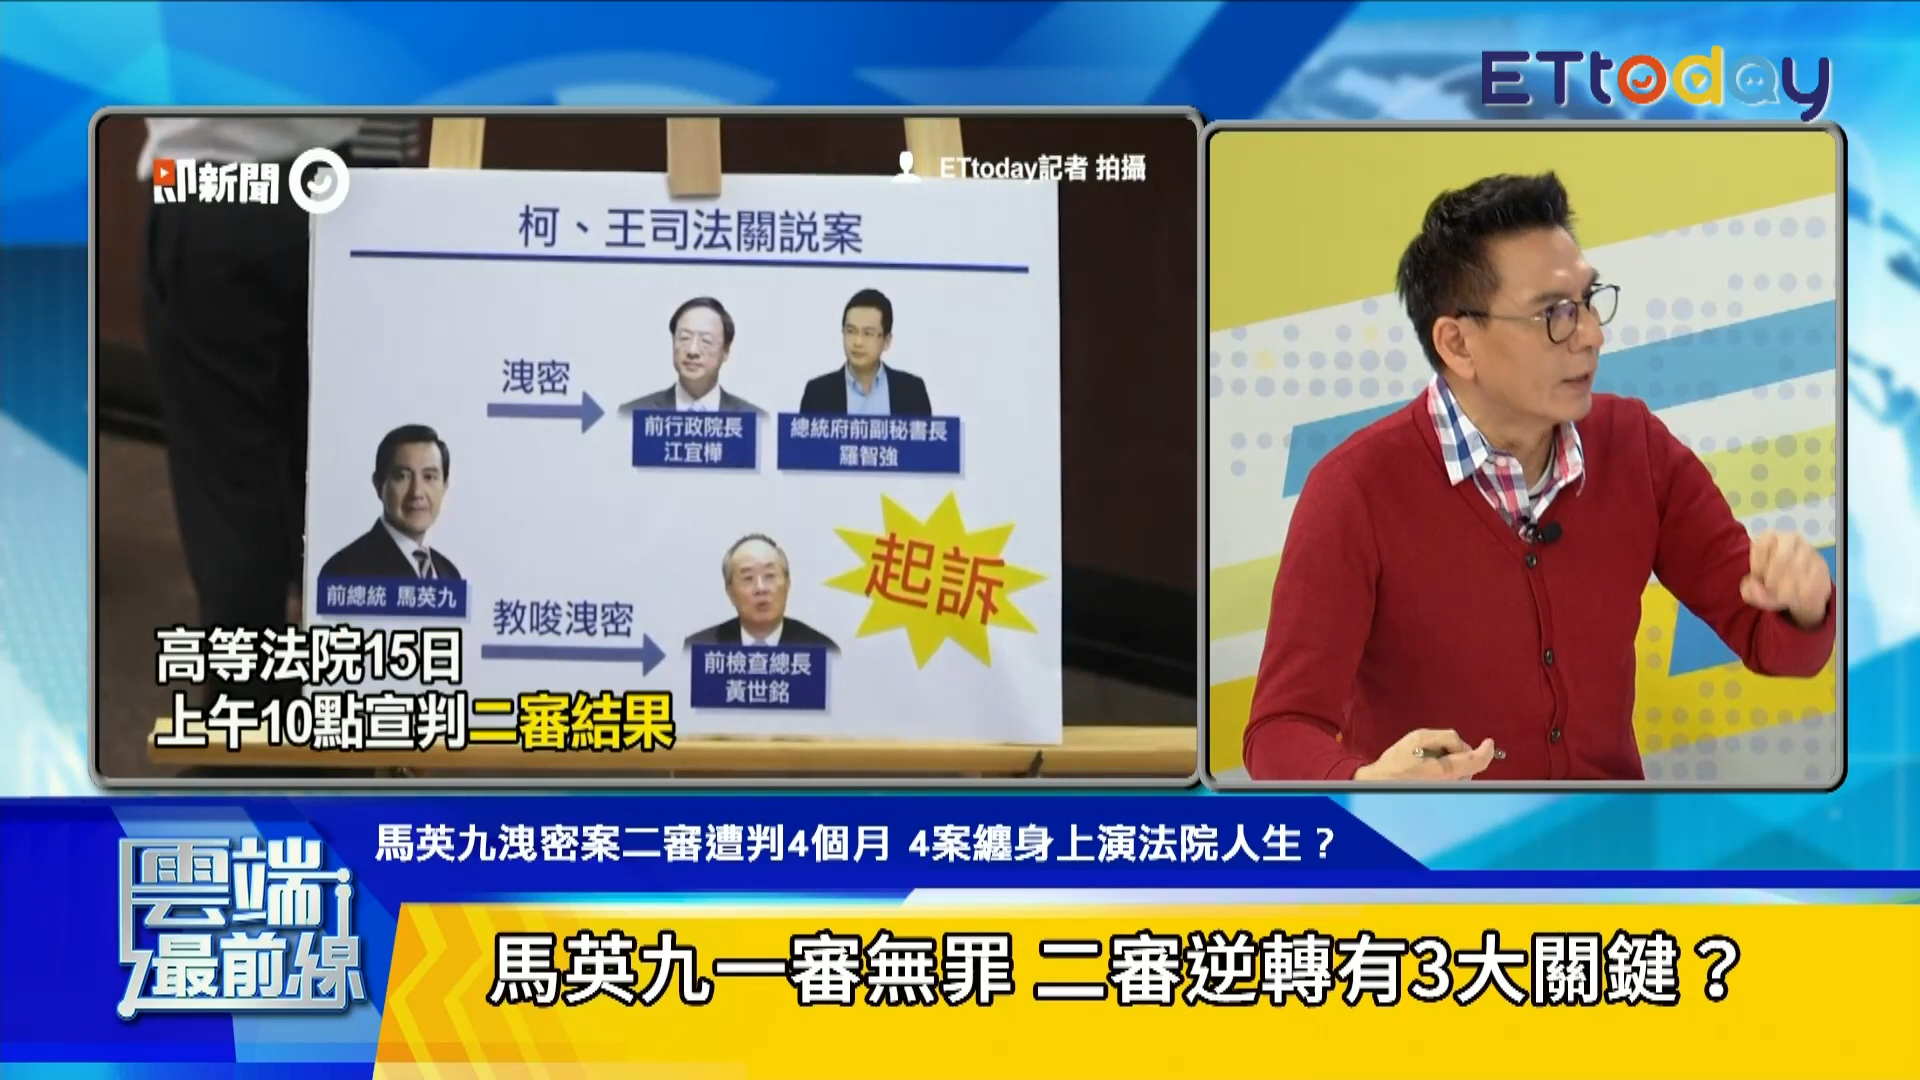 ETtoday
即新聞
ETtoday記者 拍攝
柯、王司法關說案
洩密
前行政院長
江宜樺
總統府前副秘書長
羅智強
前總統 馬英九
教唆洩密
前檢查總長
黃世銘
起訴
高等法院15日
上午10點宣判二審結果
雲端
最前線
馬英九洩密案二審遭判4個月 4案纏身上演法院人生？
馬英九一審無罪 二審逆轉有3大關鍵？